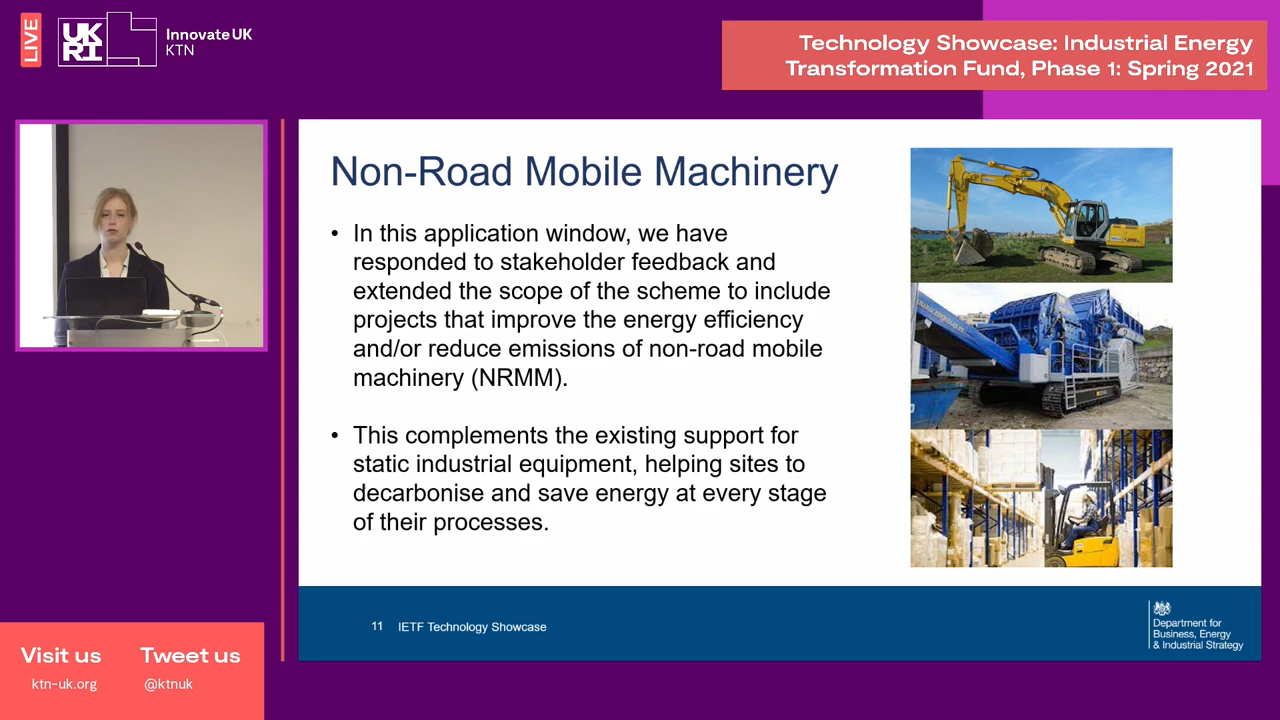 LIVE
UK
RI
Innovate UK
KTN
Technology Showcase: Industrial Energy
Transformation Fund, Phase 1: Spring 2021
Non-Road Mobile Machinery
• In this application window, we have
responded to stakeholder feedback and
extended the scope of the scheme to include
projects that improve the energy efficiency
and/or reduce emissions of non-road mobile
machinery (NRMM).
• This complements the existing support for
static industrial equipment, helping sites to
decarbonise and save energy at every stage
of their processes.
11 IETF Technology Showcase
Department for
Business, Energy
& Industrial Strategy
Visit us
ktn-uk.org
Tweet us
@ktnuk